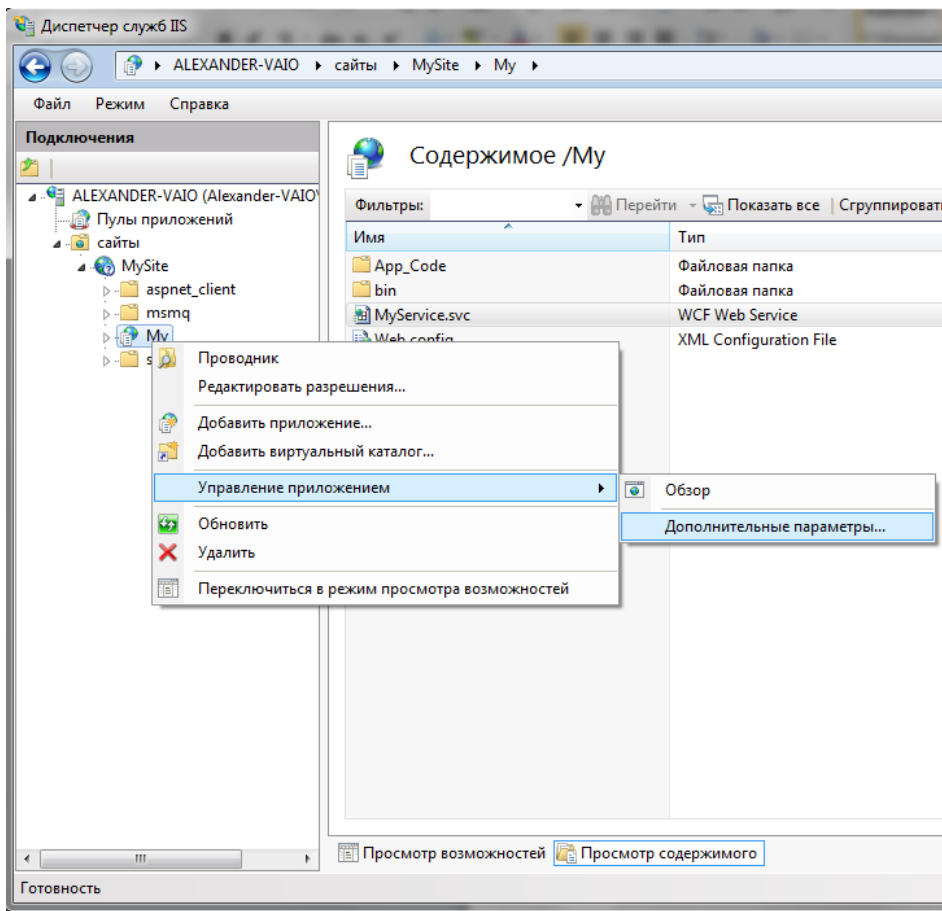 Диспетчер служб IIS
ALEXANDER-VAIO сайты MySite My
Файл Режим Справка
Подключения
ALEXANDER-VAIO (Alexander-VAIO\
Пулы приложений
сайты
MySite
aspnet_client
msmq
My
s
Содержимое /My
Фильтры: Перейти Показать все Сгруппировать
Имя Тип
App_Code Файловая папка
bin Файловая папка
MyService.svc WCF Web Service
Web.config XML Configuration File
Проводник
Редактировать разрешения...
Добавить приложение...
Добавить виртуальный каталог...
Управление приложением
Обновить
Удалить
Переключиться в режим просмотра возможностей
Обзор
Дополнительные параметры...
Просмотр возможностей Просмотр содержимого
Готовность